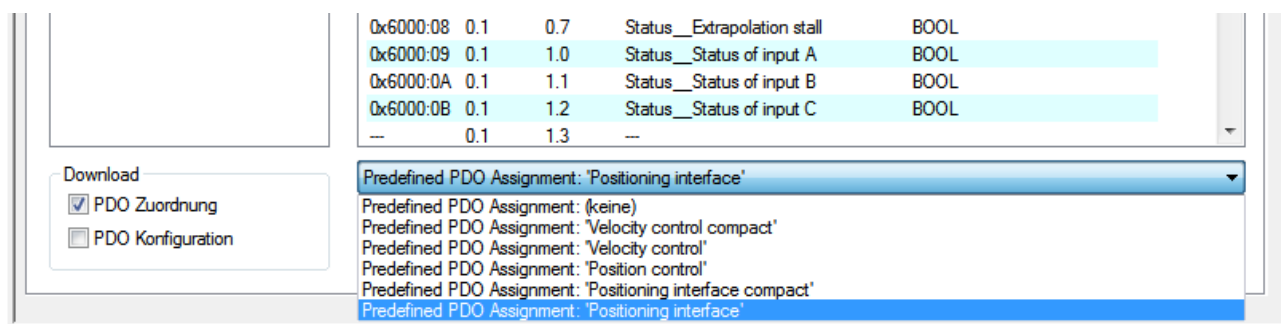 0x6000:08 0.1 0.7 Status__Extrapolation stall BOOL
0x6000:09 0.1 1.0 Status__Status of input A BOOL
0x6000:0A 0.1 1.1 Status__Status of input B BOOL
0x6000:0B 0.1 1.2 Status__Status of input C BOOL
--- 0.1 1.3 ---
Download
PDO Zuordnung
PDO Konfiguration
Predefined PDO Assignment: 'Positioning interface'
Predefined PDO Assignment: (keine)
Predefined PDO Assignment: 'Velocity control compact'
Predefined PDO Assignment: 'Velocity control'
Predefined PDO Assignment: 'Position control'
Predefined PDO Assignment: 'Positioning interface compact'
Predefined PDO Assignment: 'Positioning interface'